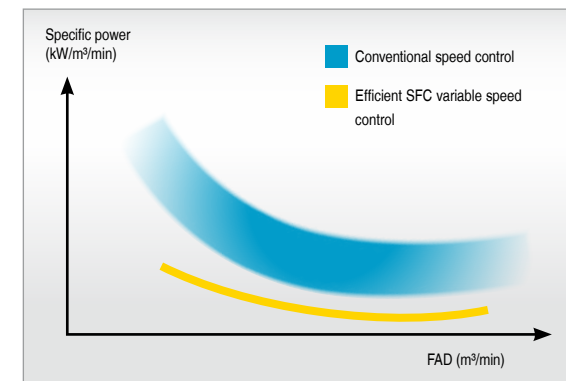 Specific power
(kW/m³/min)
Conventional speed control
Efficient SFC variable speed
control
FAD (m³/min)